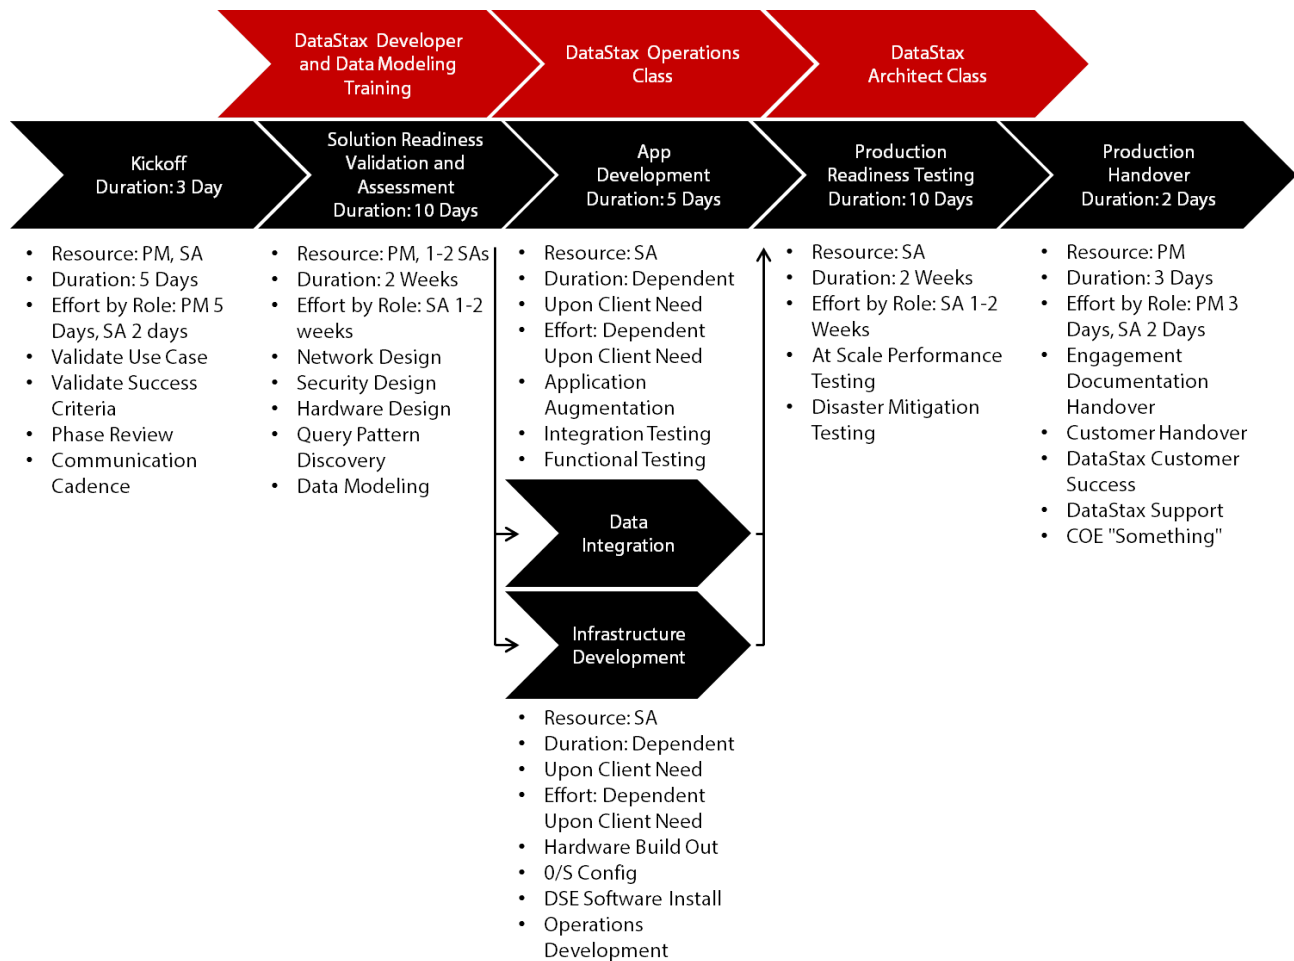 DataStax Developer
and Data Modeling
Training
DataStax Operations
Class
DataStax
Architect Class
Kickoff
Duration: 3 Day
Solution Readiness
Validation and
Assessment
Duration: 10 Days
App
Development
Duration: 5 Days
Production
Readiness Testing
Duration: 10 Days
Production
Handover
Duration: 2 Days
• Resource: PM, SA
• Duration: 5 Days
• Effort by Role: PM 5
Days, SA 2 days
• Validate Use Case
• Validate Success
Criteria
• Phase Review
• Communication
Cadence
• Resource: PM, 1-2 SAs
• Duration: 2 Weeks
• Effort by Role: SA 1-2
weeks
• Network Design
• Security Design
• Hardware Design
• Query Pattern
Discovery
• Data Modeling
• Resource: SA
• Duration: Dependent
• Upon Client Need
• Effort: Dependent
Upon Client Need
• Application
Augmentation
• Integration Testing
• Functional Testing
• Resource: SA
• Duration: 2 Weeks
• Effort by Role: SA 1-2
Weeks
• At Scale Performance
Testing
• Disaster Mitigation
Testing
• Resource: PM
• Duration: 3 Days
• Effort by Role: PM 3
Days, SA 2 Days
• Engagement
Documentation
Handover
• Customer Handover
• DataStax Customer
Success
• DataStax Support
• COE "Something"
Data
Integration
Infrastructure
Development
• Resource: SA
• Duration: Dependent
• Upon Client Need
• Effort: Dependent
Upon Client Need
• Hardware Build Out
• 0/S Config
• DSE Software Install
• Operations
Development